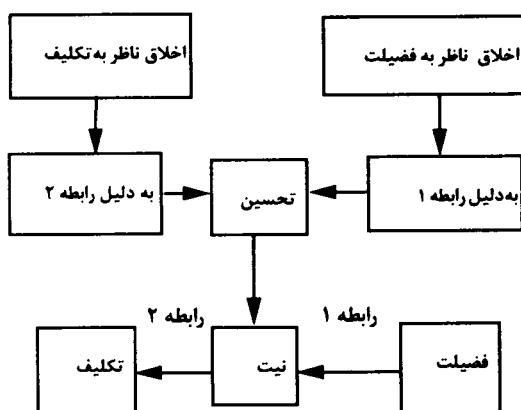 اخلاق ناظر به فضیلت
اخلاق ناظر به تکلیف
به دلیل رابطه ۱
تحسین
به دلیل رابطه ۲
رابطه ۱
رابطه ۲
فضیلت
نیت
تکلیف